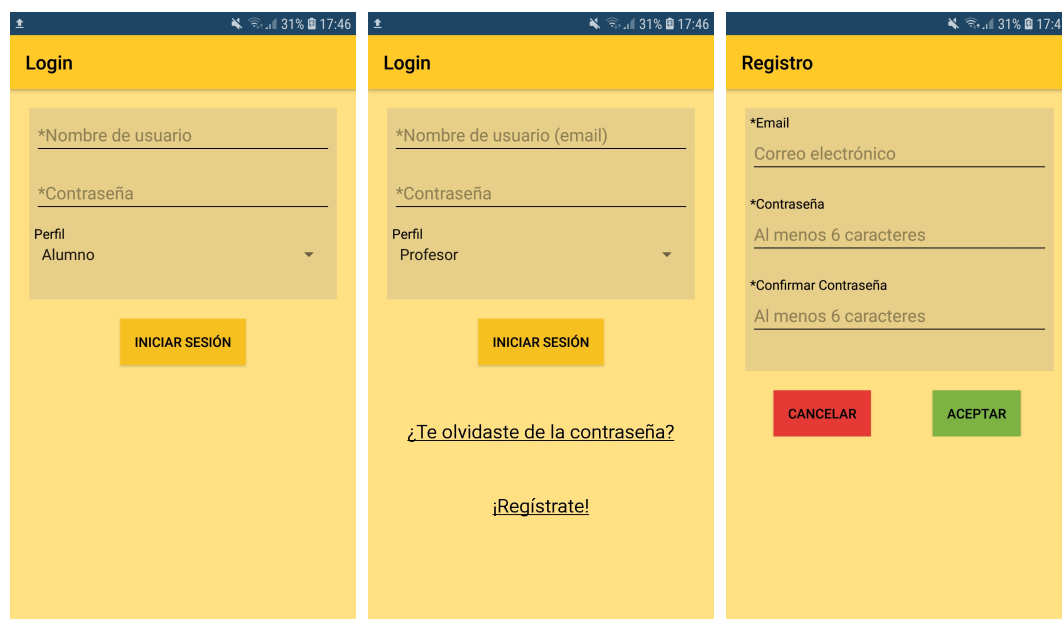 31% 17:46
Login
*Nombre de usuario
*Contraseña
Perfil
Alumno
INICIAR SESIÓN
31% 17:46
Login
*Nombre de usuario (email)
*Contraseña
Perfil
Profesor
INICIAR SESIÓN
¿Te olvidaste de la contraseña?
¡Regístrate!
31% 17:4
Registro
*Email
Correo electrónico
*Contraseña
Al menos 6 caracteres
*Confirmar Contraseña
Al menos 6 caracteres
CANCELAR
ACEPTAR